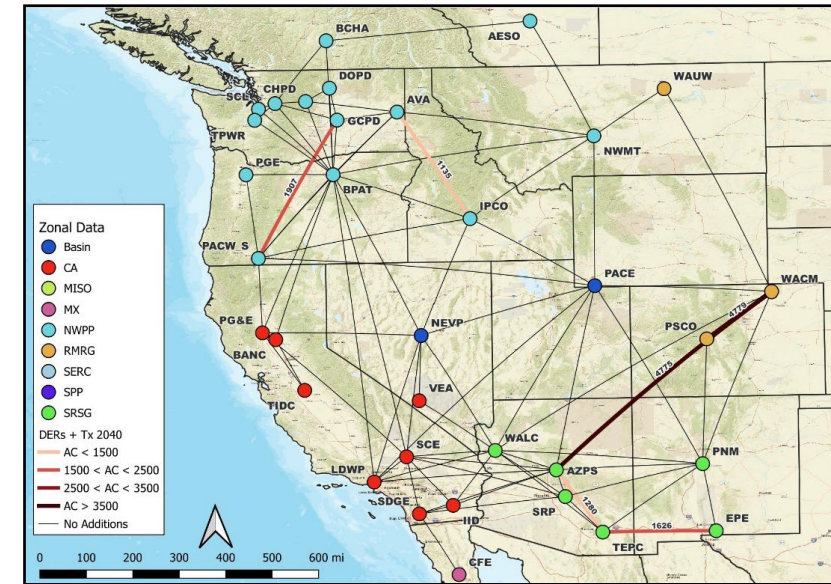 BCHA
AESO
DOPD
WAUW
CHPD
AVA
SCL
GCPD
TPWR
NWMT
PGE
1907
1135
BPAT
IPCO
Zonal Data
Basin
CA
MISO
MX
NWPP
RMRG
SERC
SPP
SRSG
DERs + Tx 2040
AC < 1500
1500 < AC < 2500
2500 < AC < 3500
AC > 3500
No Additions
PACW_S
PACE
WACM
PG&E
NEVP
4779
PSCO
BANC
4775
VEA
TIDC
SCE
WALC
PNM
LDWP
AZPS
SDGE
IID
SRP
1280
EPE
1626
TEPC
CFE
0 100 200 300 400 500 600 mi